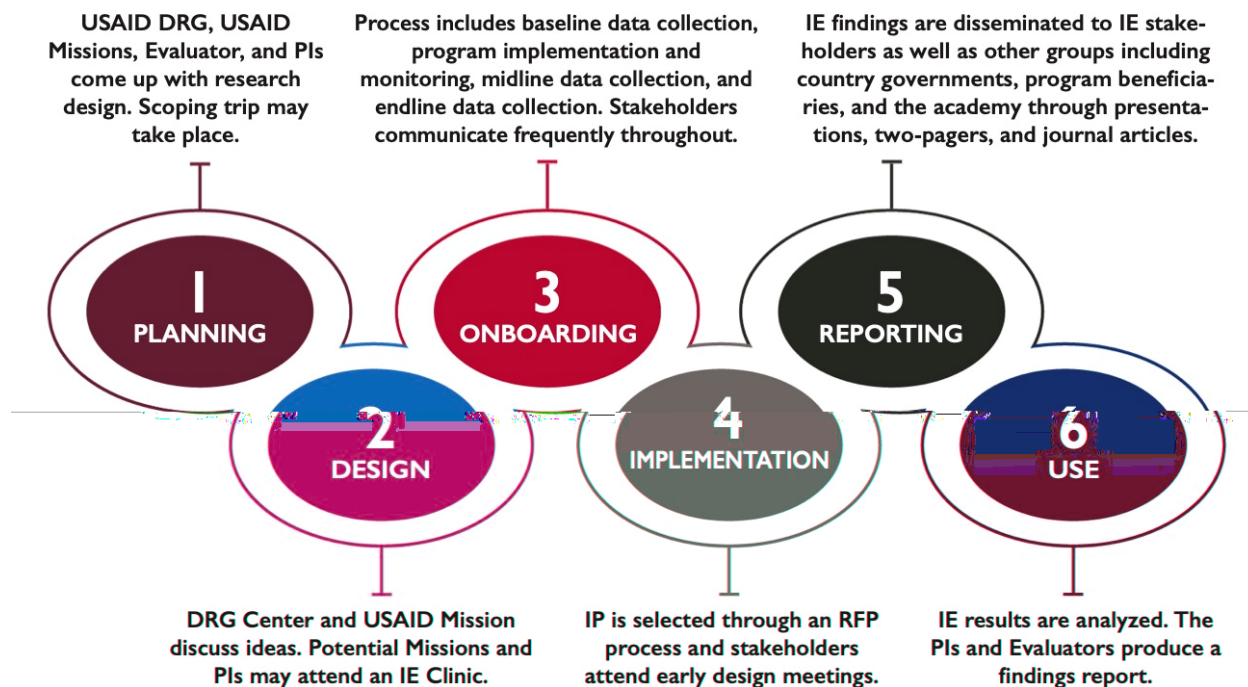 USAID DRG, USAID
Missions, Evaluator, and PIs
come up with research
design. Scoping trip may
take place.
Process includes baseline data collection,
program implementation and
monitoring, midline data collection, and
endline data collection. Stakeholders
communicate frequently throughout.
IE findings are disseminated to IE stake-
holders as well as other groups including
country governments, program beneficia-
ries, and the academy through presenta-
tions, two-pagers, and journal articles.
1
PLANNING
3
ONBOARDING
5
REPORTING
2
DESIGN
4
IMPLEMENTATION
6
USE
DRG Center and USAID Mission
discuss ideas. Potential Missions and
PIs may attend an IE Clinic.
IP is selected through an RFP
process and stakeholders
attend early design meetings.
IE results are analyzed. The
PIs and Evaluators produce a
findings report.